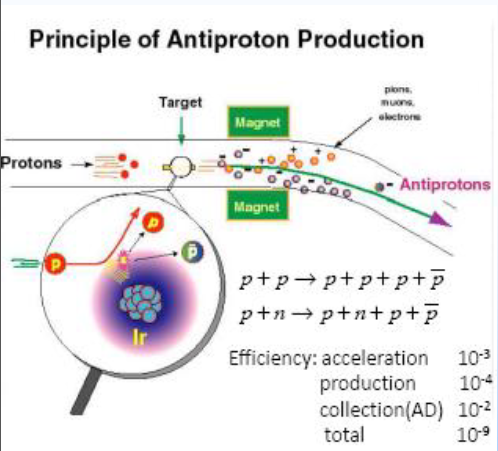 Principle of Antiproton Production
pions,
muons,
electrons
Target
Magnet
Protons
- - + +
+
-
- Antiprotons
Magnet
p
p
p̅
Ir
p + p → p + p + p + p̅
p + n → p + n + p + p̅
Efficiency: acceleration 10⁻³
production 10⁻⁴
collection(AD) 10⁻²
total 10⁻⁹